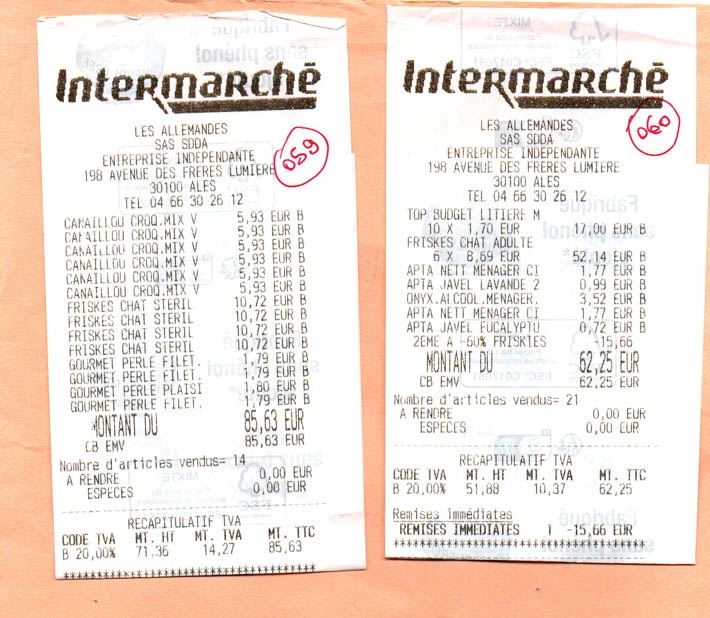 Intermarché
LES ALLEMANDES
SAS SDDA
ENTREPRISE INDEPENDANTE
198 AVENUE DES FRERES LUMIERE
30100 ALES
TEL 04 66 30 26 12
059
CANAILLOU CROQ.MIX V 5,93 EUR B
CANAILLOU CROQ.MIX V 5,93 EUR B
CANAILLOU CROQ.MIX V 5,93 EUR B
CANAILLOU CROQ.MIX V 5,93 EUR B
CANAILLOU CROQ.MIX V 5,93 EUR B
CANAILLOU CROQ.MIX V 5,93 EUR B
FRISKES CHAT STERIL 10,72 EUR B
FRISKES CHAT STERIL 10,72 EUR B
FRISKES CHAT STERIL 10,72 EUR B
FRISKES CHAT STERIL 10,72 EUR B
GOURMET PERLE FILET. 1,79 EUR B
GOURMET PERLE FILET. 1,79 EUR B
GOURMET PERLE PLAISI 1,80 EUR B
GOURMET PERLE FILET. 1,79 EUR B
MONTANT DU 85,63 EUR
CB EMV 85,63 EUR
Nombre d'articles vendus= 14
A RENDRE 0,00 EUR
ESPECES 0,00 EUR
RECAPITULATIF TVA
CODE TVA MT. HT MT. TVA MT. TTC
B 20,00% 71,36 14,27 85,63
Intermarché
LES ALLEMANDES
SAS SDDA
ENTREPRISE INDEPENDANTE
198 AVENUE DES FRERES LUMIERE
30100 ALES
TEL 04 66 30 26 12
060
TOP BUDGET LITIERE M
10 X 1,70 EUR 17,00 EUR B
FRISKES CHAT ADULTE
6 X 8,69 EUR 52,14 EUR B
APTA NETT MENAGER CI 1,77 EUR B
APTA JAVEL LAVANDE 2 0,99 EUR B
ONYX.ALCOOL.MENAGER. 3,52 EUR B
APTA NETT MENAGER CI 1,77 EUR B
APTA JAVEL EUCALYPTU 0,72 EUR B
2EME A -60% FRISKIES -15,66
MONTANT DU 62,25 EUR
CB EMV 62,25 EUR
Nombre d'articles vendus= 21
A RENDRE 0,00 EUR
ESPECES 0,00 EUR
RECAPITULATIF TVA
CODE TVA MT. HT MT. TVA MT. TTC
B 20,00% 51,88 10,37 62,25
Remises immédiates
REMISES IMMEDIATES 1 -15,66 EUR